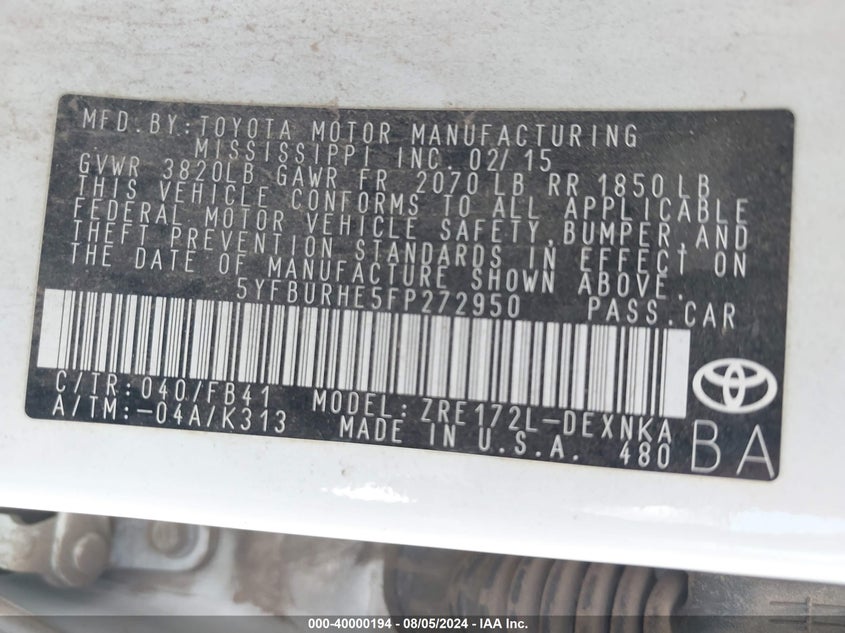 MFD.BY:TOYOTA MOTOR MANUFACTURING
MISSISSIPPI INC. 02/15
GVWR 3820LB GAWR FR 2070LB RR 1850LB
THIS VEHICLE CONFORMS TO ALL APPLICABLE
FEDERAL MOTOR VEHICLE SAFETY,BUMPER,AND
THEFT PREVENTION STANDARDS IN EFFECT ON
THE DATE OF MANUFACTURE SHOWN ABOVE.
5YFBURHE5FP272950 PASS.CAR
C/TR:040/FB41 MODEL:ZRE172L-DEXNKA
A/TM:-04A/K313 MADE IN U.S.A. 480 BA
000-40000194 - 08/05/2024 - IAA Inc.